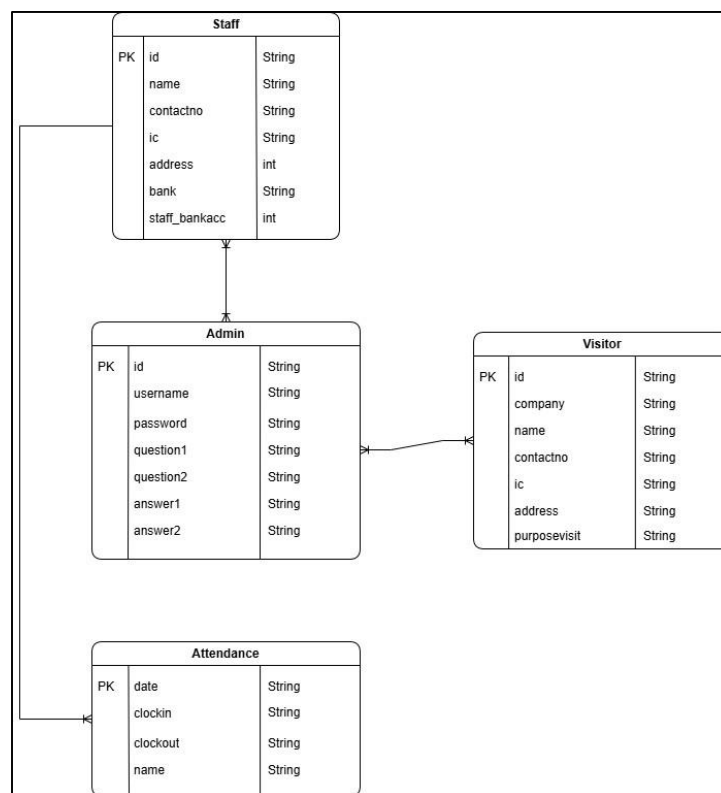 Staff
PK id String
name String
contactno String
ic String
address int
bank String
staff_bankacc int
Admin
PK id String
username String
password String
question1 String
question2 String
answer1 String
answer2 String
Visitor
PK id String
company String
name String
contactno String
ic String
address String
purposevisit String
Attendance
PK date String
clockin String
clockout String
name String